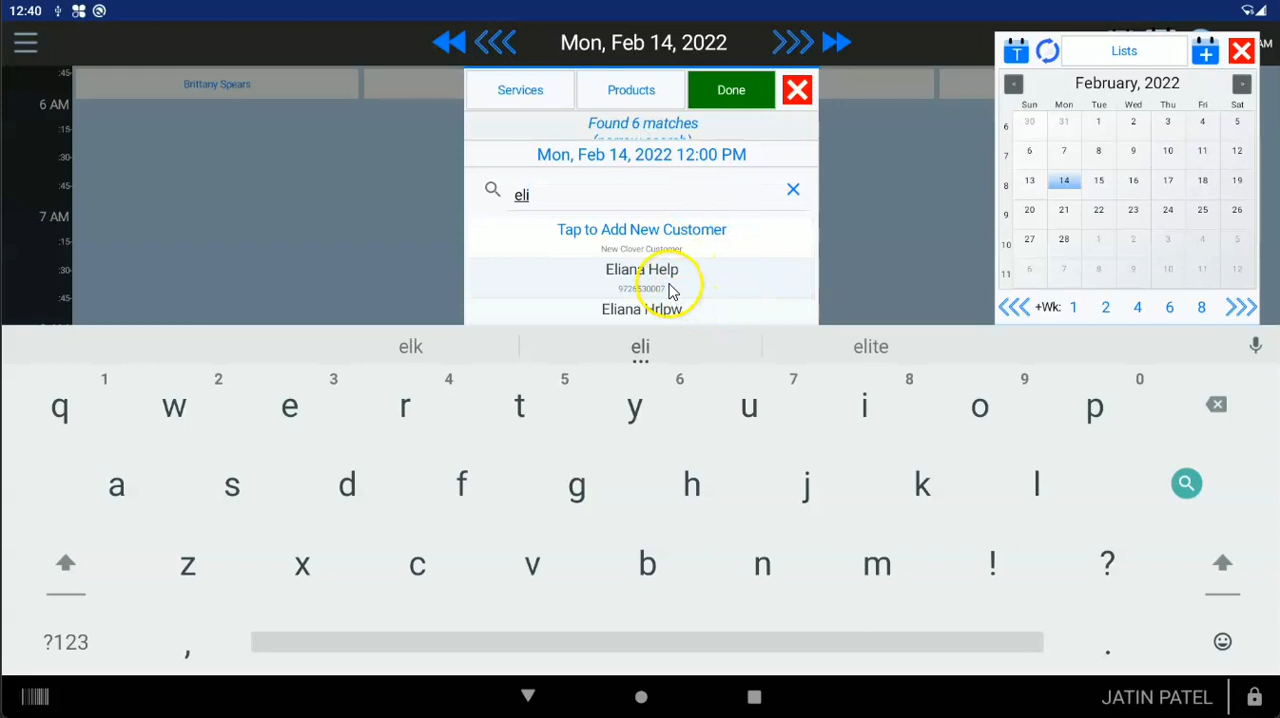 12:40
Mon, Feb 14, 2022
AM
Lists
T
+
February, 2022
Sun Mon Tue Wed Thu Fri Sat
6 30 31 1 2 3 4 5
7 6 7 8 9 10 11 12
8 13 14 15 16 17 18 19
9 20 21 22 23 24 25 26
10 27 28 1 2 3 4 5
11 6 7 8 9 10 11 12
+Wk: 1 2 4 6 8
:45
6 AM
:15
:30
:45
7 AM
:15
:30
:45
Brittany Spears
Services Products Done
Found 6 matches
Mon, Feb 14, 2022 12:00 PM
eli
Tap to Add New Customer
New Clover Customer
Eliana Help
9726530007
Eliana Hrlpw
elk eli elite
1 2 3 4 5 6 7 8 9 0
q w e r t y u i o p
a s d f g h j k l
z x c v b n m ! ?
?123 , .
JATIN PATEL